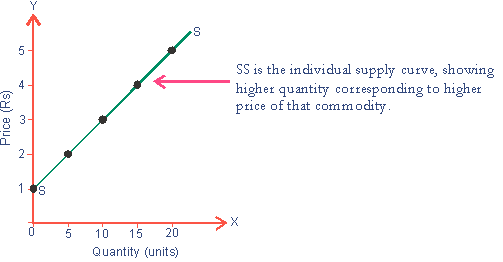 Y
S
5
4
3
2
1
Price (Rs)
SS is the individual supply curve, showing
higher quantity corresponding to higher
price of that commodity.
S
X
0 5 10 15 20
Quantity (units)